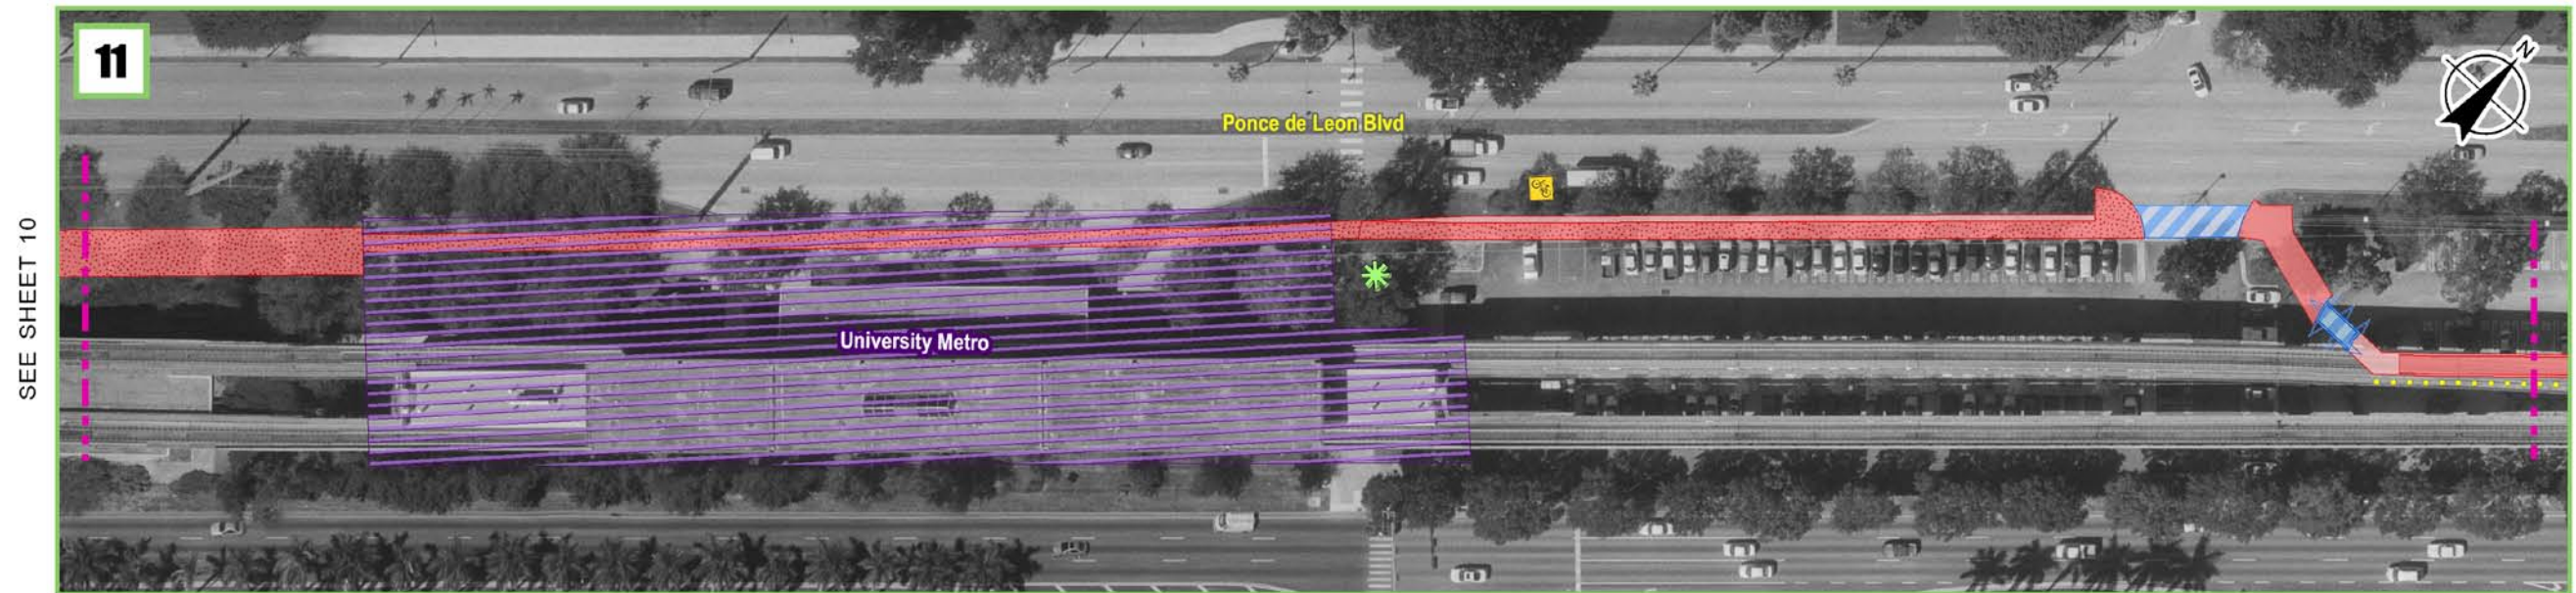 11
N
Ponce de Leon Blvd
SEE SHEET 10
University Metro